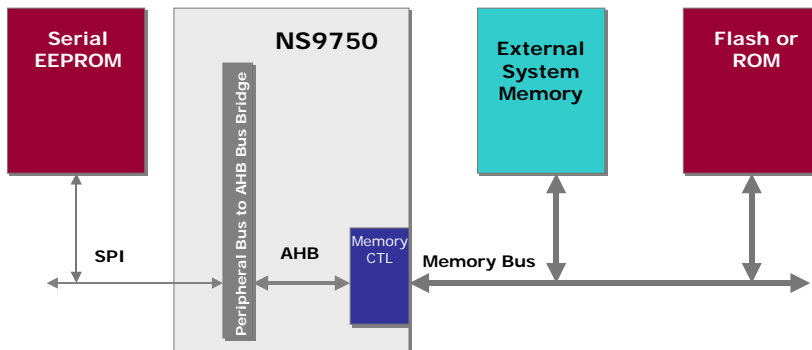 Serial
EEPROM
NS9750
External
System
Memory
Flash or
ROM
Peripheral Bus to AHB Bus Bridge
SPI
AHB
Memory
CTL
Memory Bus